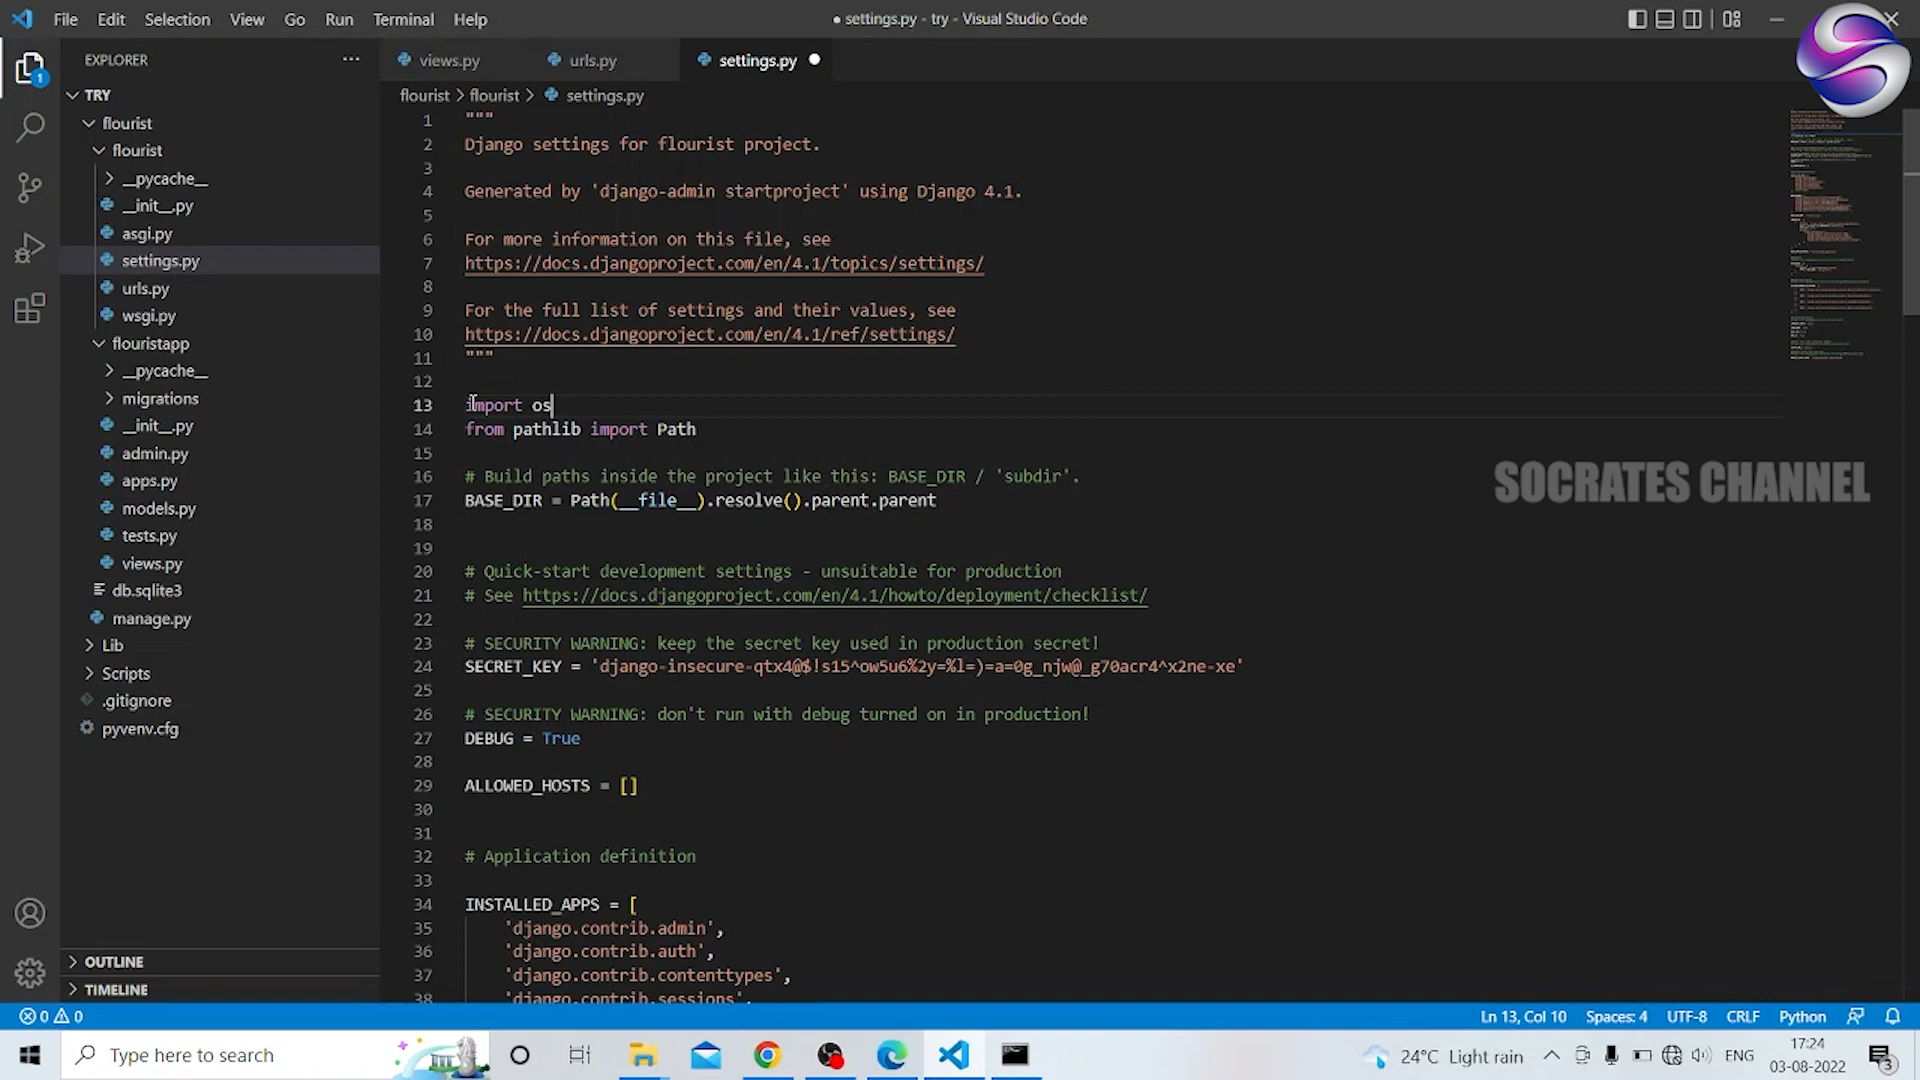 File Edit Selection View Go Run Terminal Help
● settings.py - try - Visual Studio Code
EXPLORER
···
1
TRY
flourist
flourist
__pycache__
__init__.py
asgi.py
settings.py
urls.py
wsgi.py
flouristapp
__pycache__
migrations
__init__.py
admin.py
apps.py
models.py
tests.py
views.py
db.sqlite3
manage.py
Lib
Scripts
.gitignore
pyvenv.cfg
OUTLINE
TIMELINE
views.py urls.py settings.py
flourist > flourist > settings.py
1 """
2 Django settings for flourist project.
3
4 Generated by 'django-admin startproject' using Django 4.1.
5
6 For more information on this file, see
7 https://docs.djangoproject.com/en/4.1/topics/settings/
8
9 For the full list of settings and their values, see
10 https://docs.djangoproject.com/en/4.1/ref/settings/
11 """
12
13 import os
14 from pathlib import Path
15
16 # Build paths inside the project like this: BASE_DIR / 'subdir'.
17 BASE_DIR = Path(__file__).resolve().parent.parent
18
19
20 # Quick-start development settings - unsuitable for production
21 # See https://docs.djangoproject.com/en/4.1/howto/deployment/checklist/
22
23 # SECURITY WARNING: keep the secret key used in production secret!
24 SECRET_KEY = 'django-insecure-qtx4@$!s15^ow5u6%2y=%l=)=a=0g_njw@_g70acr4^x2ne-xe'
25
26 # SECURITY WARNING: don't run with debug turned on in production!
27 DEBUG = True
28
29 ALLOWED_HOSTS = []
30
31
32 # Application definition
33
34 INSTALLED_APPS = [
35 'django.contrib.admin',
36 'django.contrib.auth',
37 'django.contrib.contenttypes',
38 'django.contrib.sessions',
SOCRATES CHANNEL
0 0
Ln 13, Col 10 Spaces: 4 UTF-8 CRLF Python
Type here to search
24°C Light rain
ENG
17:24
03-08-2022
3